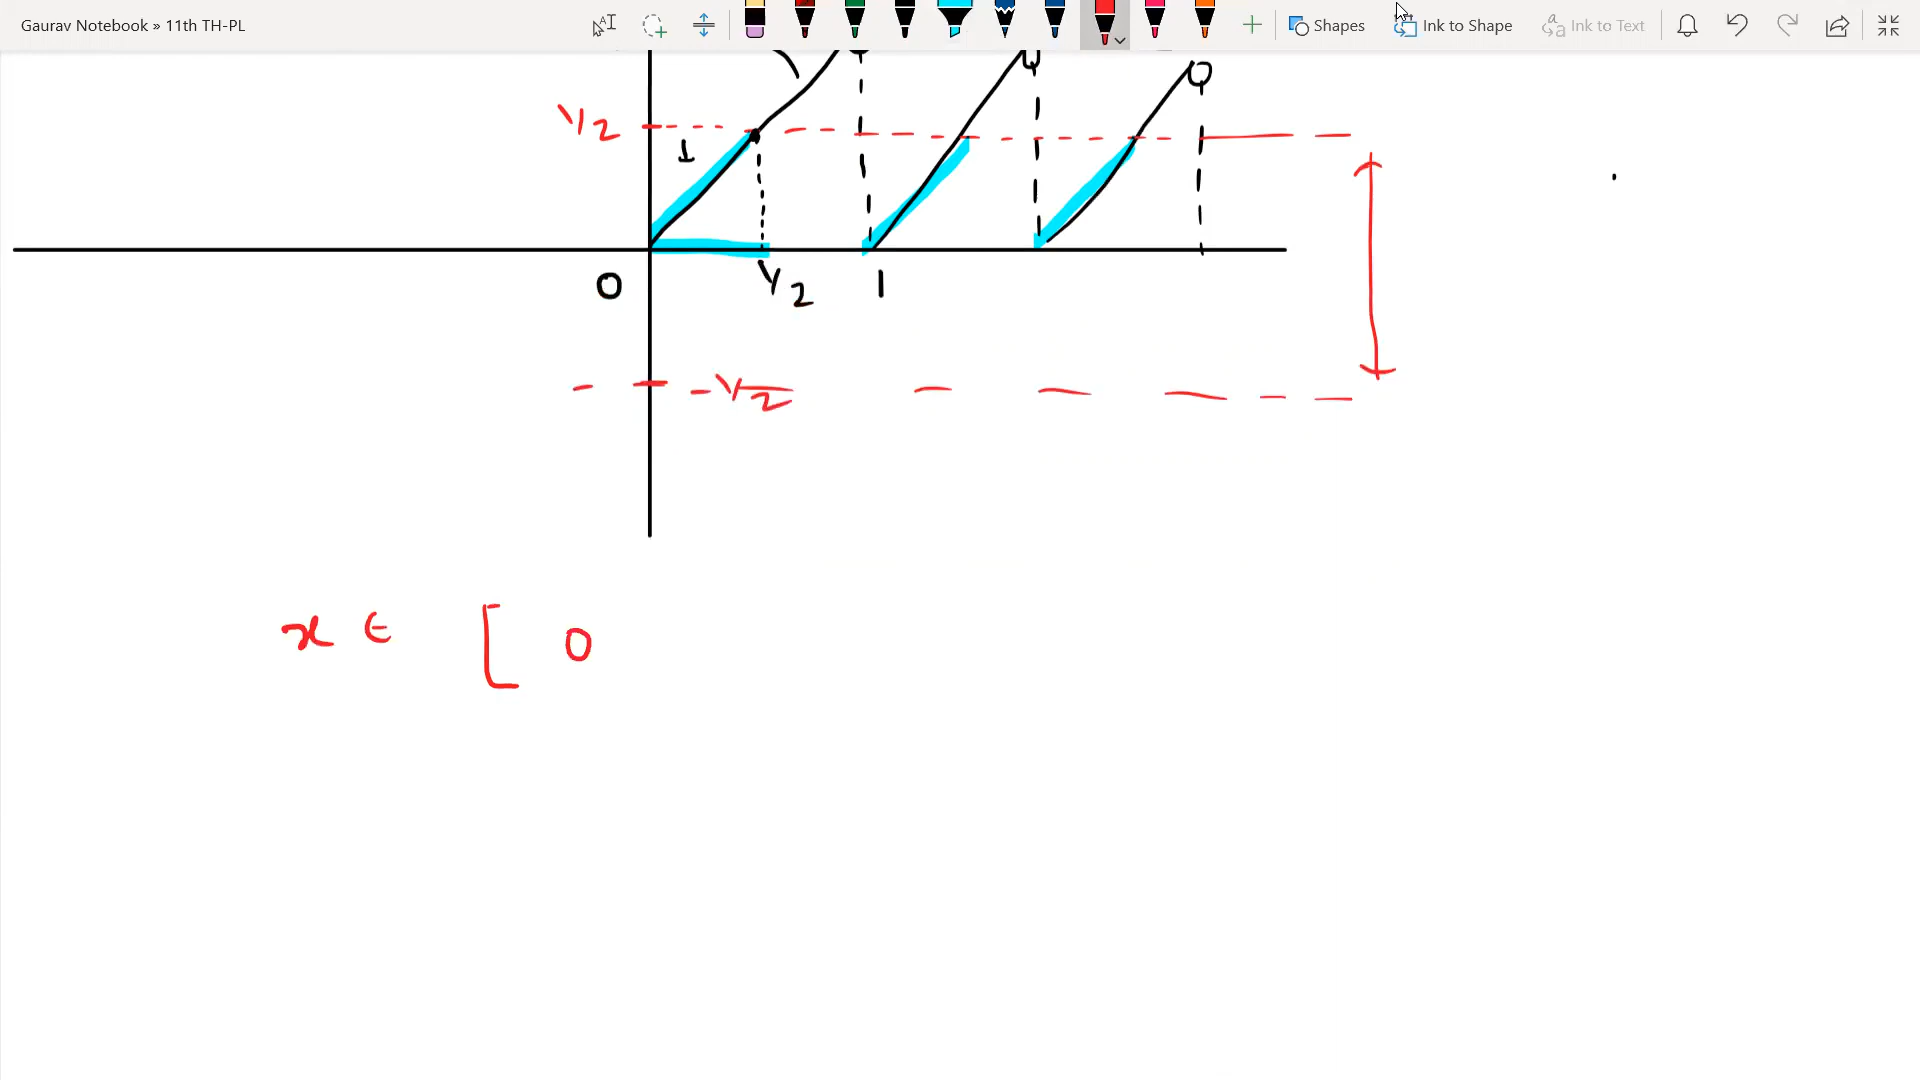 Gaurav Notebook » 11th TH-PL
Shapes
Ink to Shape
Ink to Text
1/2
1
0
1/2
1
-1/2
x ∈ [ 0